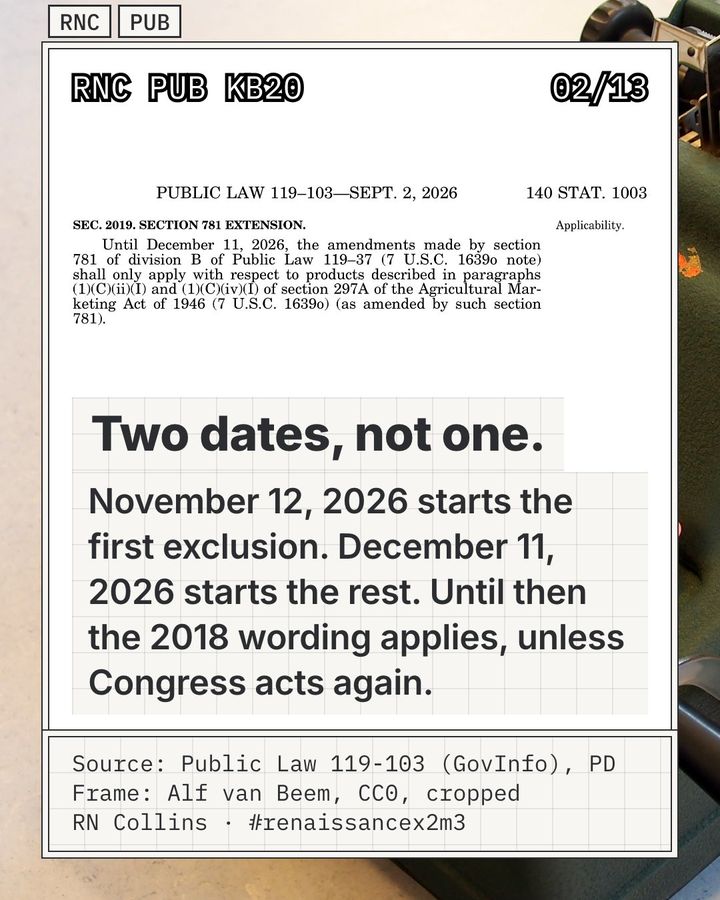 RNC PUB
RNC PUB KB20 02/13
PUBLIC LAW 119–103—SEPT. 2, 2026 140 STAT. 1003
SEC. 2019. SECTION 781 EXTENSION. Applicability.
Until December 11, 2026, the amendments made by section
781 of division B of Public Law 119–37 (7 U.S.C. 1639o note)
shall only apply with respect to products described in paragraphs
(1)(C)(ii)(I) and (1)(C)(iv)(I) of section 297A of the Agricultural Mar-
keting Act of 1946 (7 U.S.C. 1639o) (as amended by such section
781).
Two dates, not one.
November 12, 2026 starts the
first exclusion. December 11,
2026 starts the rest. Until then
the 2018 wording applies, unless
Congress acts again.
Source: Public Law 119-103 (GovInfo), PD
Frame: Alf van Beem, CC0, cropped
RN Collins · #renaissancex2m3